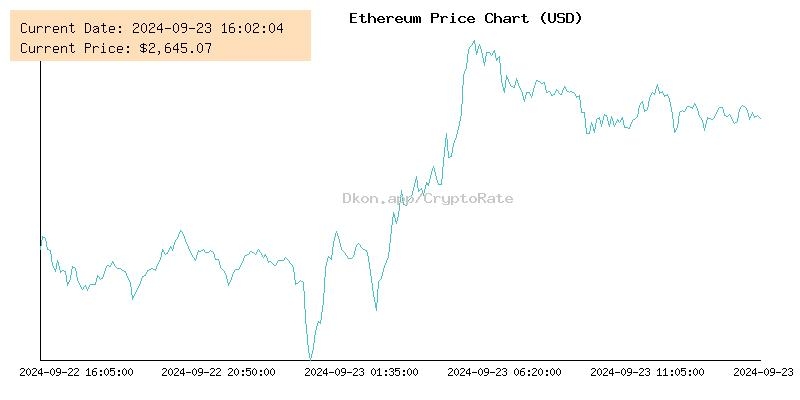 Ethereum Price Chart (USD)
Current Date: 2024-09-23 16:02:04
Current Price: $2,645.07
Dkon.app/CryptoRate
2024-09-22 16:05:00
2024-09-22 20:50:00
2024-09-23 01:35:00
2024-09-23 06:20:00
2024-09-23 11:05:00
2024-09-23